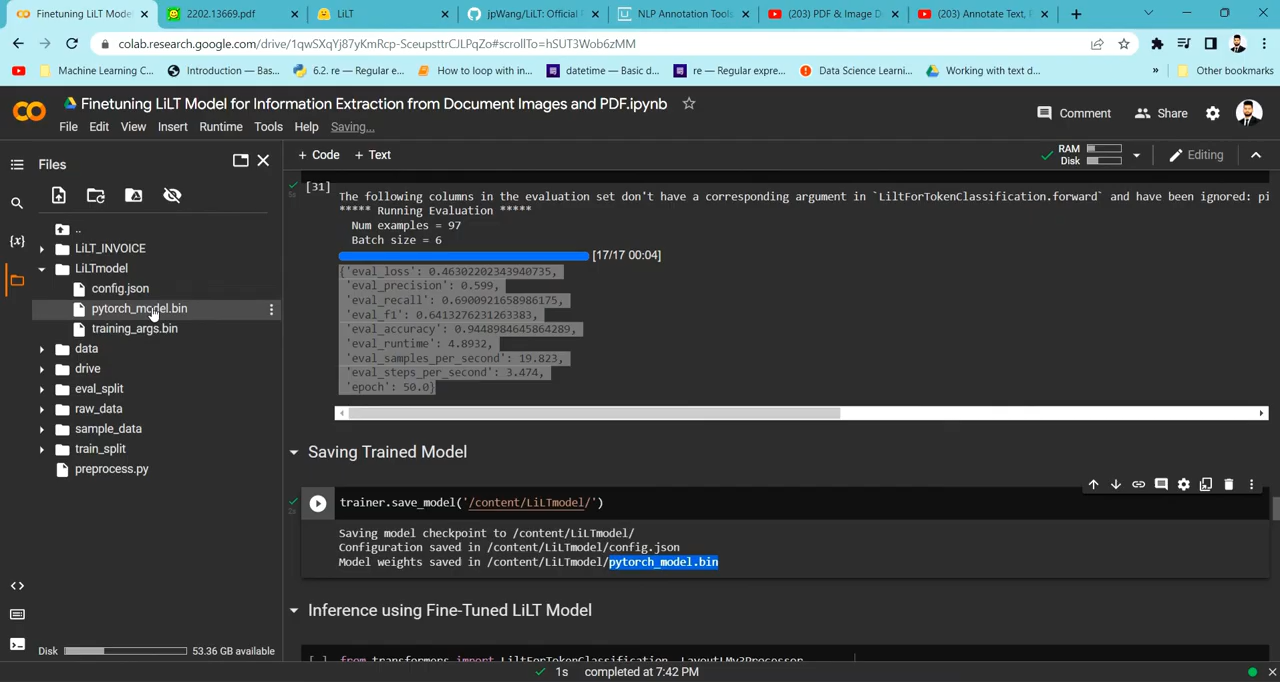 Finetuning LiLT Mode
2202.13669.pdf
LiLT
jpWang/LiLT: Official
NLP Annotation Tools
(203) PDF & Image D
(203) Annotate Text, 
colab.research.google.com/drive/1qwSXqYj87yKmRcp-SceupsttrCJLPqZo#scrollTo=hSUT3Wob6zMM
Machine Learning C...
Introduction — Bas...
6.2. re — Regular e...
How to loop with in...
datetime — Basic d...
re — Regular expre...
Data Science Learni...
Working with text d...
»
Other bookmarks
Finetuning LiLT Model for Information Extraction from Document Images and PDF.ipynb
Comment
Share
File Edit View Insert Runtime Tools Help Saving...
Files
+ Code + Text
RAM
Disk
Editing
..
LiLT_INVOICE
LiLTmodel
config.json
pytorch_model.bin
training_args.bin
data
drive
eval_split
raw_data
sample_data
train_split
preprocess.py
Disk
53.36 GB available
[31]
The following columns in the evaluation set don't have a corresponding argument in `LiltForTokenClassification.forward` and have been ignored: pi
***** Running Evaluation *****
Num examples = 97
Batch size = 6
[17/17 00:04]
{'eval_loss': 0.46302202343940735,
'eval_precision': 0.599,
'eval_recall': 0.6900921658986175,
'eval_f1': 0.6413276231263383,
'eval_accuracy': 0.9448984645864289,
'eval_runtime': 4.8932,
'eval_samples_per_second': 19.823,
'eval_steps_per_second': 3.474,
'epoch': 50.0}
Saving Trained Model
trainer.save_model('/content/LiLTmodel/')
Saving model checkpoint to /content/LiLTmodel/
Configuration saved in /content/LiLTmodel/config.json
Model weights saved in /content/LiLTmodel/pytorch_model.bin
Inference using Fine-Tuned LiLT Model
[ ] from transformers import LiltForTokenClassification, LayoutLMv3Processor
1s completed at 7:42 PM